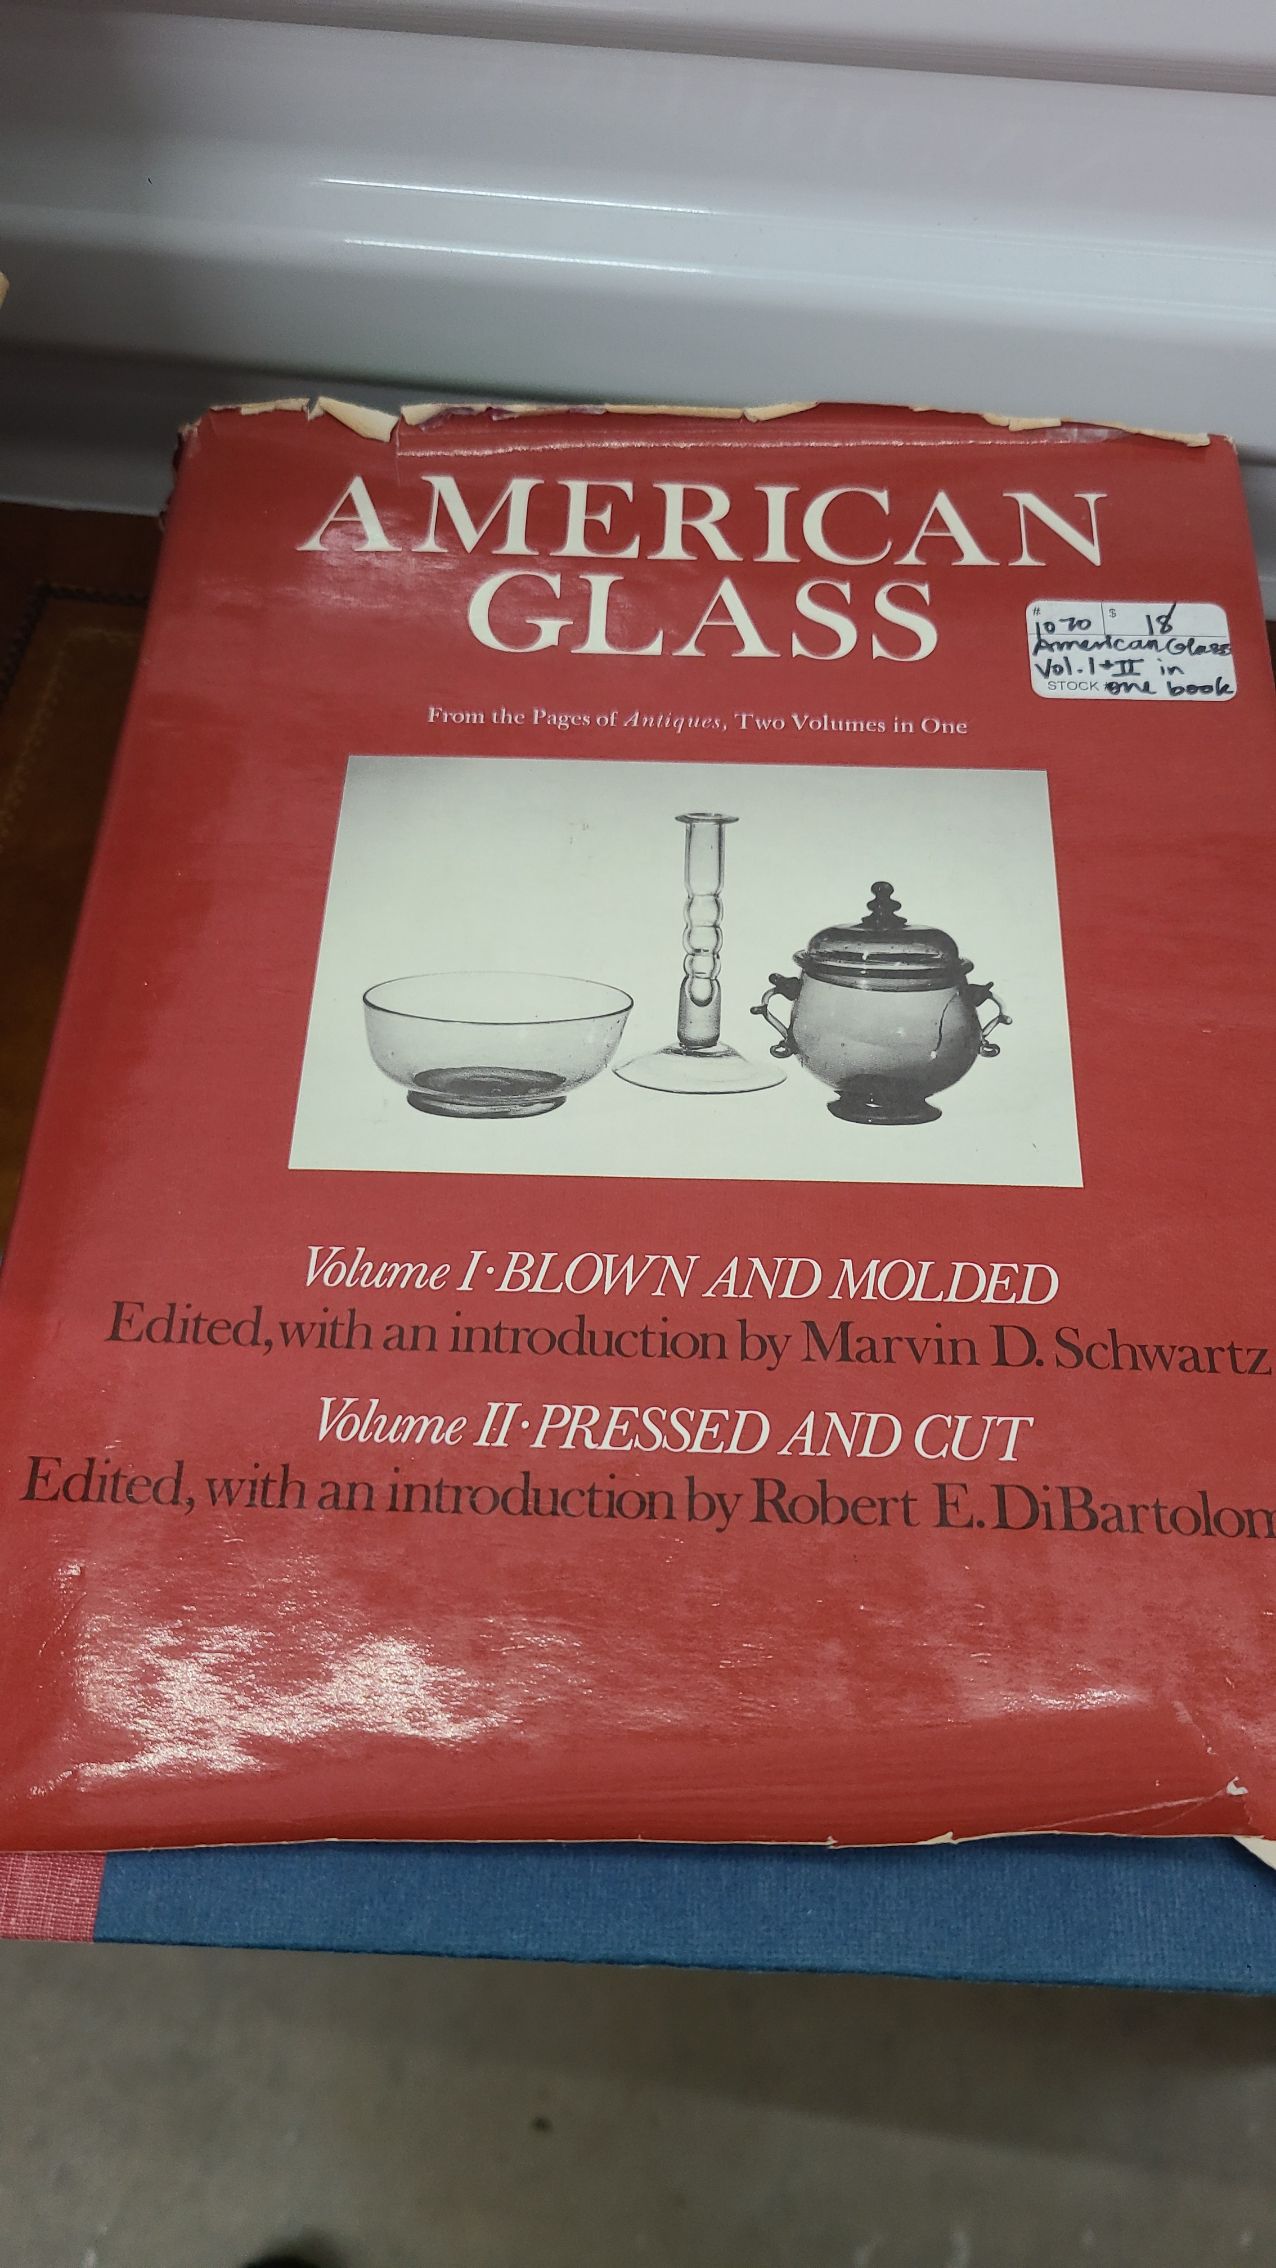 AMERICAN
GLASS
# 1070 $ 18
American Glass
Vol. I + II in
STOCK # one book
From the Pages of Antiques, Two Volumes in One
Volume I·BLOWN AND MOLDED
Edited, with an introduction by Marvin D. Schwartz
Volume II·PRESSED AND CUT
Edited, with an introduction by Robert E. DiBartolom